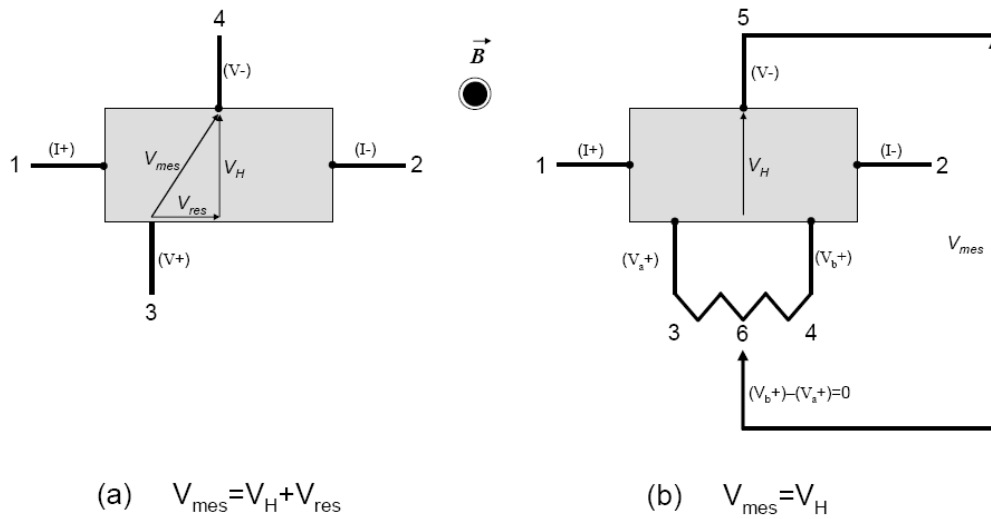 4
(V-)
1
(I+)
V_mes
V_H
V_res
(I-)
2
(V+)
3
B
5
(V-)
1
(I+)
V_H
(I-)
2
(V_a+)
(V_b+)
V_mes
3
6
4
(V_b+)–(V_a+)=0
(a) V_mes=V_H+V_res
(b) V_mes=V_H